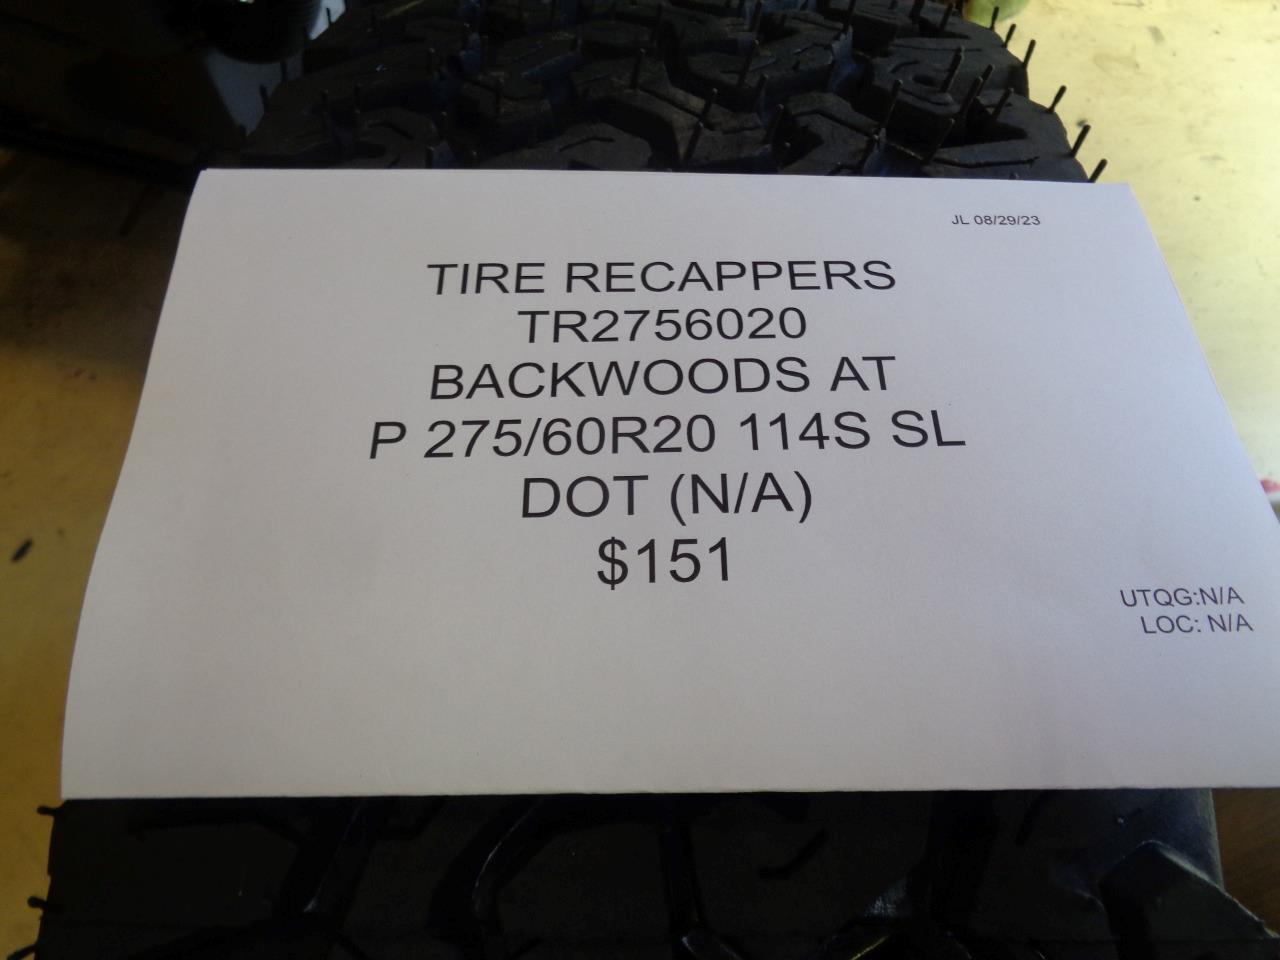 JL 08/29/23
TIRE RECAPPERS
TR2756020
BACKWOODS AT
P 275/60R20 114S SL
DOT (N/A)
$151
UTQG:N/A
LOC: N/A